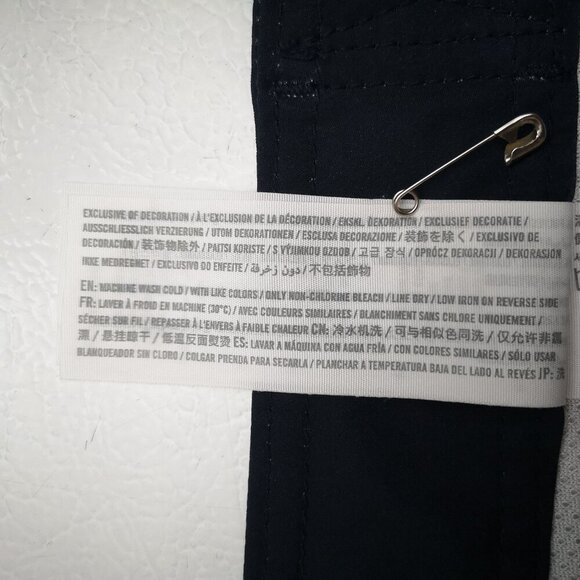 EXCLUSIVE OF DECORATION / À L'EXCLUSION DE LA DÉCORATION / EKSKL. DEKORATION / EXCLUSIEF DECORATIE /
AUSSCHLIESSLICH VERZIERUNG / UTOM DEKORATIONEN / ESCLUSA DECORAZIONE / 装飾を除く / EXCLUSIVO DE
DECORACIÓN / 装饰物除外 / PAITSI KORISTE / S VÝJIMKOU OZDOB / 고급 장식 / OPRÓCZ DEKORACJI / DEKORASJON
IKKE MEDREGNET / EXCLUSIVO DO ENFEITE / دون زخرفة / 不包括飾物
EN: MACHINE WASH COLD / WITH LIKE COLORS / ONLY NON-CHLORINE BLEACH / LINE DRY / LOW IRON ON REVERSE SIDE
FR: LAVER À FROID EN MACHINE (30°C) / AVEC COULEURS SIMILAIRES / BLANCHIMENT SANS CHLORE UNIQUEMENT /
SÉCHER SUR FIL / REPASSER À L'ENVERS À FAIBLE CHALEUR CN: 冷水机洗 / 可与相似色同洗 / 仅允许非氯
漂 / 悬挂晾干 / 低温反面熨烫 ES: LAVAR A MÁQUINA CON AGUA FRÍA / CON COLORES SIMILARES / SÓLO USAR
BLANQUEADOR SIN CLORO / COLGAR PRENDA PARA SECARLA / PLANCHAR A TEMPERATURA BAJA DEL LADO AL REVÉS JP: 洗